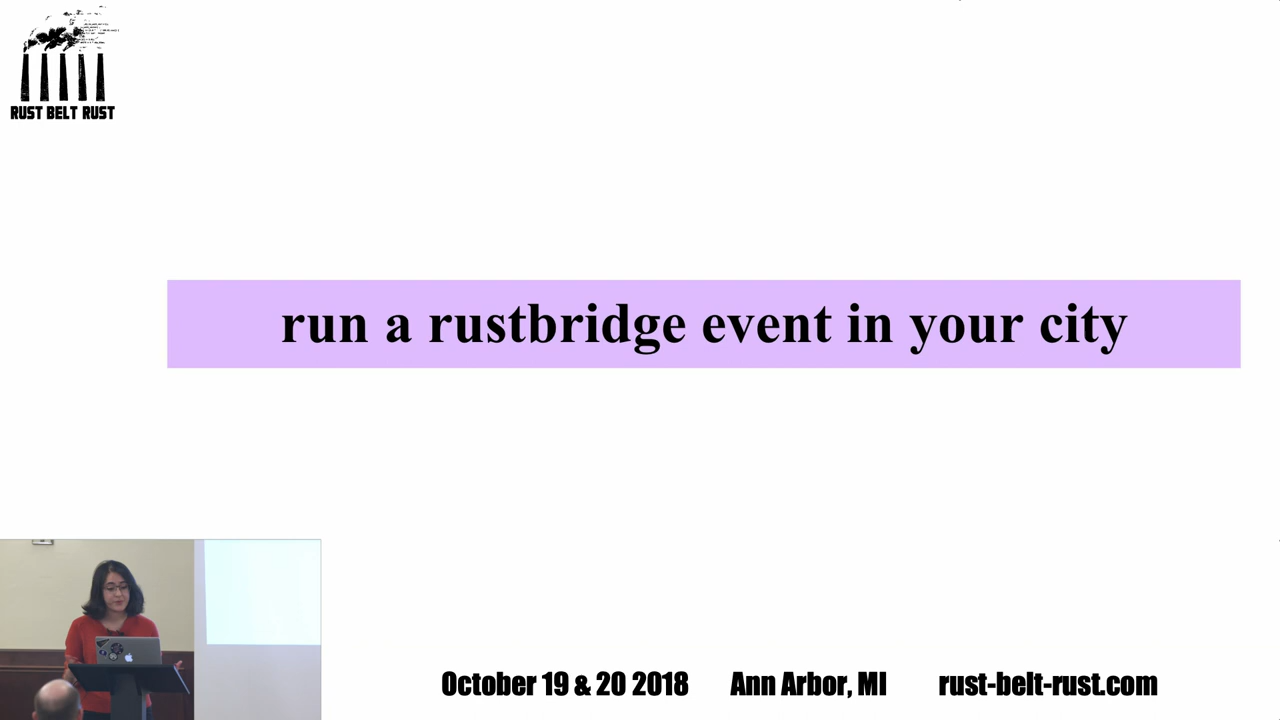 RUST BELT RUST
run a rustbridge event in your city
October 19 & 20 2018 Ann Arbor, MI rust-belt-rust.com